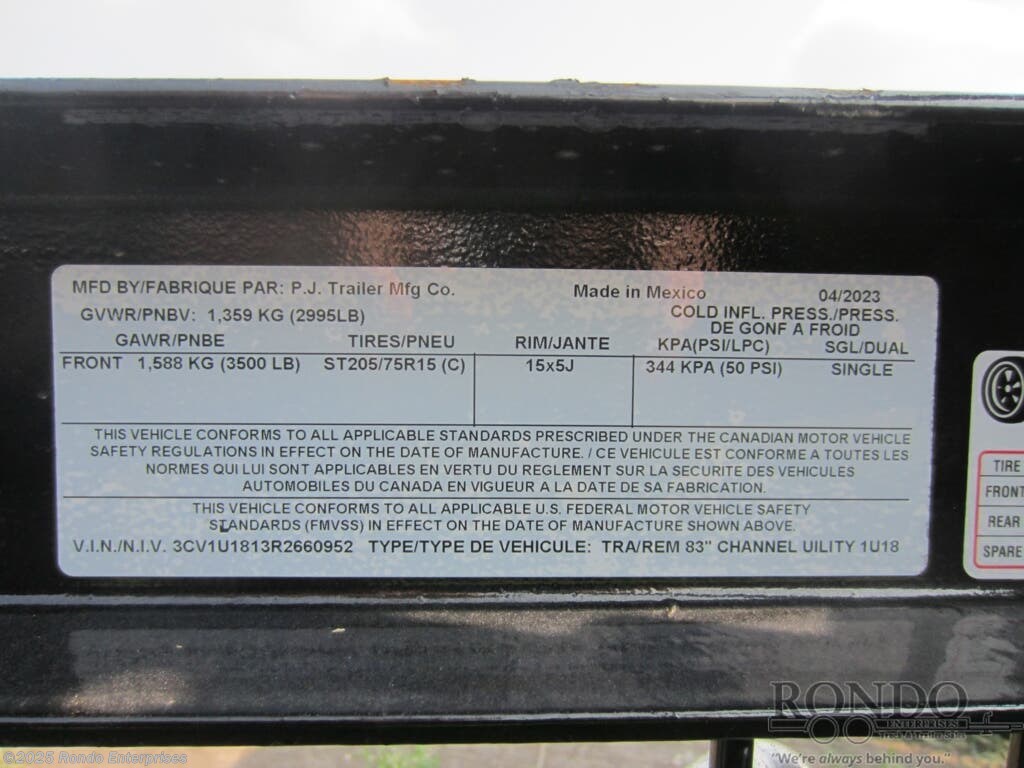 MFD BY/FABRIQUE PAR: P.J. Trailer Mfg Co. Made in Mexico 04/2023
GVWR/PNBV: 1,359 KG (2995LB) COLD INFL. PRESS./PRESS.
DE GONF A FROID
GAWR/PNBE TIRES/PNEU RIM/JANTE KPA(PSI/LPC) SGL/DUAL
FRONT 1,588 KG (3500 LB) ST205/75R15 (C) 15x5J 344 KPA (50 PSI) SINGLE
THIS VEHICLE CONFORMS TO ALL APPLICABLE STANDARDS PRESCRIBED UNDER THE CANADIAN MOTOR VEHICLE
SAFETY REGULATIONS IN EFFECT ON THE DATE OF MANUFACTURE. / CE VEHICULE EST CONFORME A TOUTES LES
NORMES QUI LUI SONT APPLICABLES EN VERTU DU REGLEMENT SUR LA SECURITE DES VEHICULES
AUTOMOBILES DU CANADA EN VIGUEUR A LA DATE DE SA FABRICATION.
THIS VEHICLE CONFORMS TO ALL APPLICABLE U.S. FEDERAL MOTOR VEHICLE SAFETY
STANDARDS (FMVSS) IN EFFECT ON THE DATE OF MANUFACTURE SHOWN ABOVE.
V.I.N./N.I.V. 3CV1U1813R2660952 TYPE/TYPE DE VEHICULE: TRA/REM 83" CHANNEL UILITY 1U18
TIRE
FRONT
REAR
SPARE
RONDO
ENTERPRISES
"We're always behind you."
©2025 Rondo Enterprises